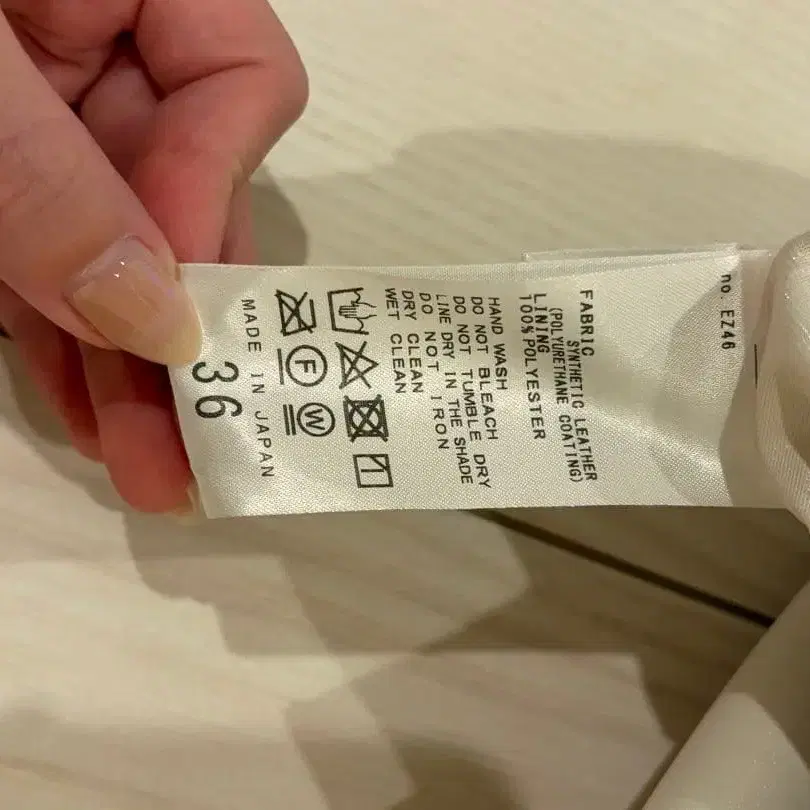 no. EZ46
FABRIC
SYNTHETIC LEATHER
(POLYURETHANE COATING)
LINING
100% POLYESTER
HAND WASH
DO NOT BLEACH
DO NOT TUMBLE DRY
LINE DRY IN THE SHADE
DO NOT IRON
DRY CLEAN
WET CLEAN
F
W
MADE IN JAPAN
36